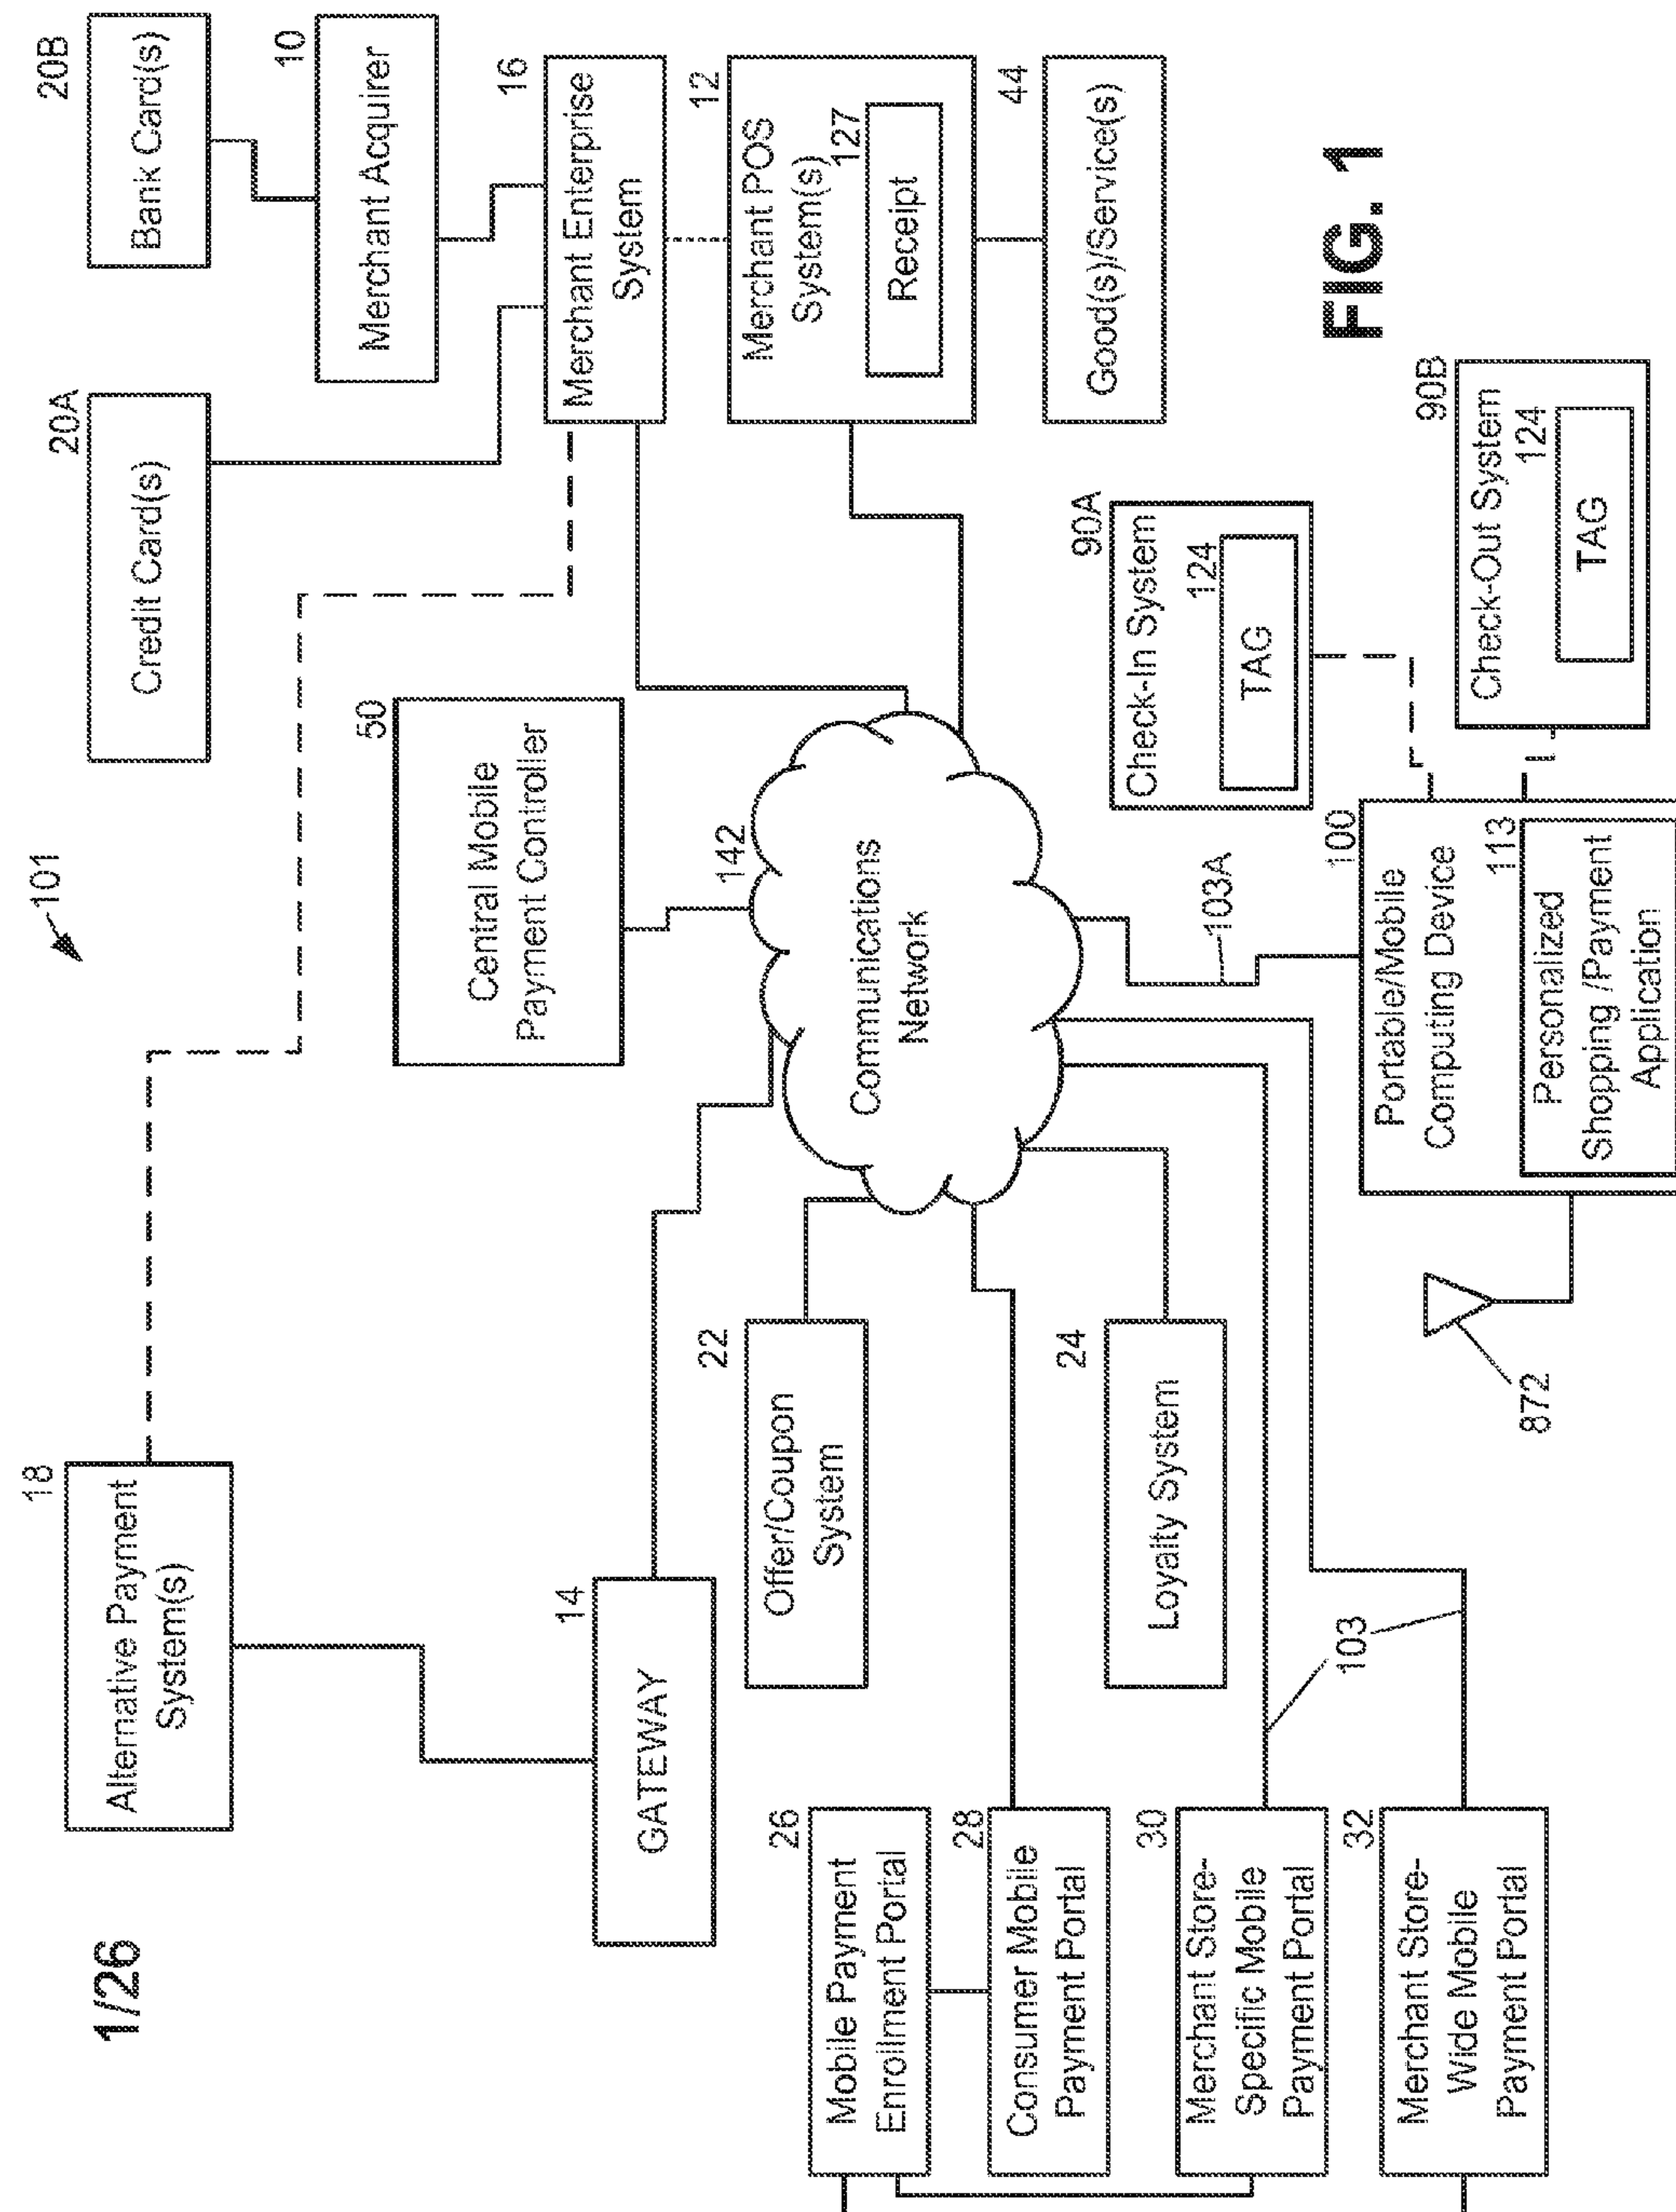 1/26
101
18
Alternative Payment
System(s)
20A
Credit Card(s)
20B
Bank Card(s)
10
Merchant Acquirer
50
Central Mobile
Payment Controller
16
Merchant Enterprise
System
14
GATEWAY
12
Merchant POS
System(s)
127
Receipt
22
Offer/Coupon
System
142
Communications
Network
44
Good(s)/Service(s)
26
Mobile Payment
Enrollment Portal
28
Consumer Mobile
Payment Portal
24
Loyalty System
90A
Check-In System
124
TAG
103A
30
Merchant Store-
Specific Mobile
Payment Portal
103
32
Merchant Store-
Wide Mobile
Payment Portal
872
100
Portable/Mobile
Computing Device
113
Personalized
Shopping /Payment
Application
90B
Check-Out System
124
TAG
FIG. 1